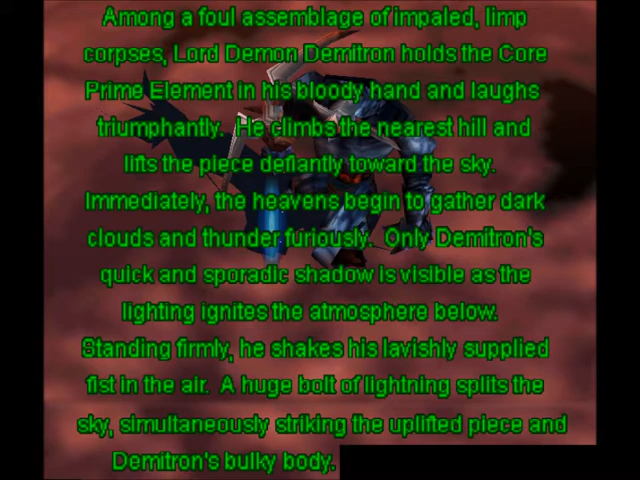 Among a foul assemblage of impaled, limp
corpses, Lord Demon Demitron holds the Core
Prime Element in his bloody hand and laughs
triumphantly.  He climbs the nearest hill and
lifts the piece defiantly toward the sky.
Immediately, the heavens begin to gather dark
clouds and thunder furiously.  Only Demitron's
quick and sporadic shadow is visible as the
lighting ignites the atmosphere below.
Standing firmly, he shakes his lavishly supplied
fist in the air.  A huge bolt of lightning splits the
sky, simultaneously striking the uplifted piece and
Demitron's bulky body.